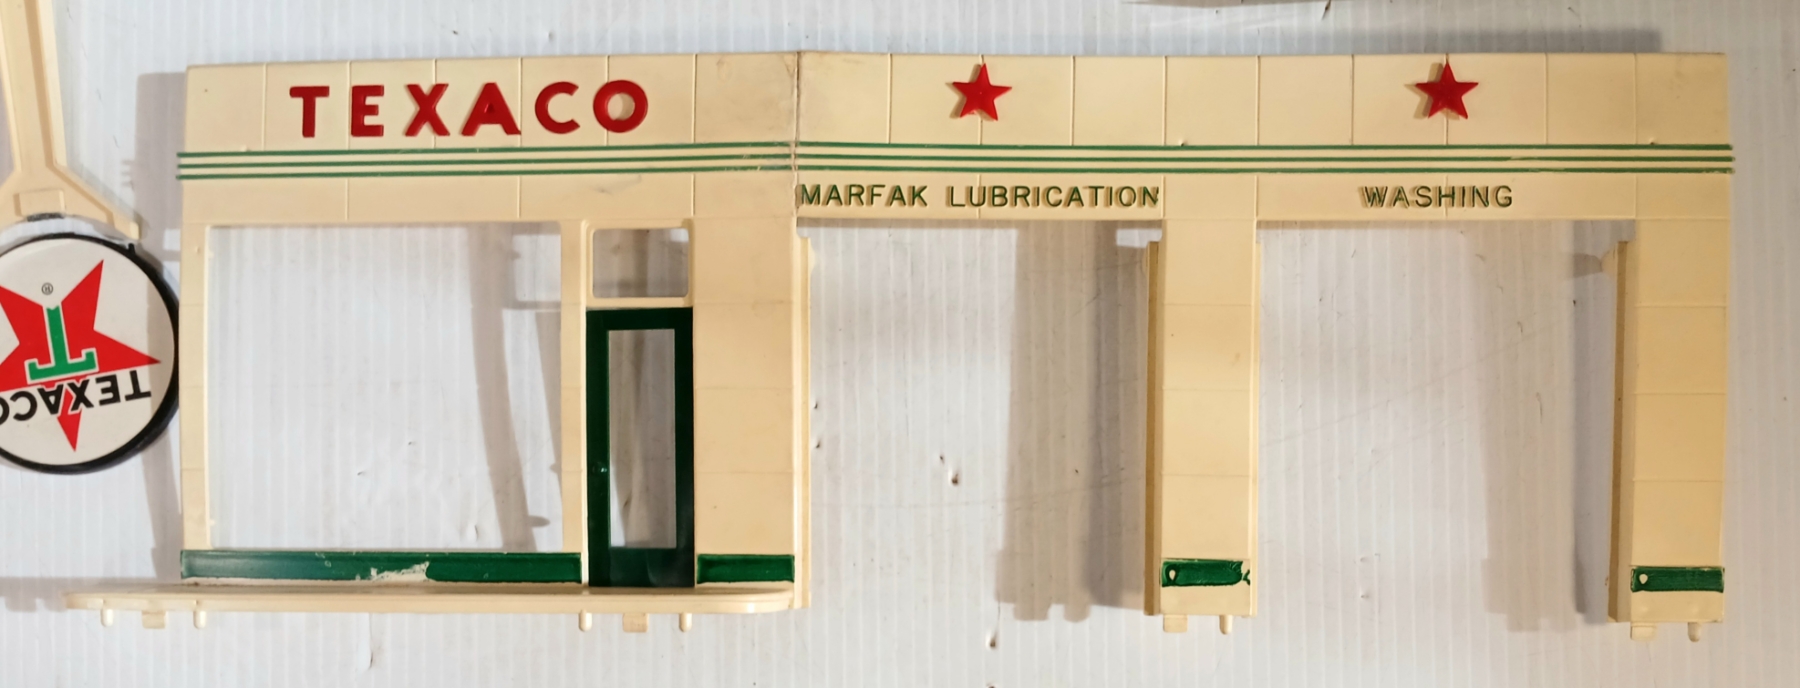 TEXACO
MARFAK LUBRICATION
WASHING
®
T
TEXACO